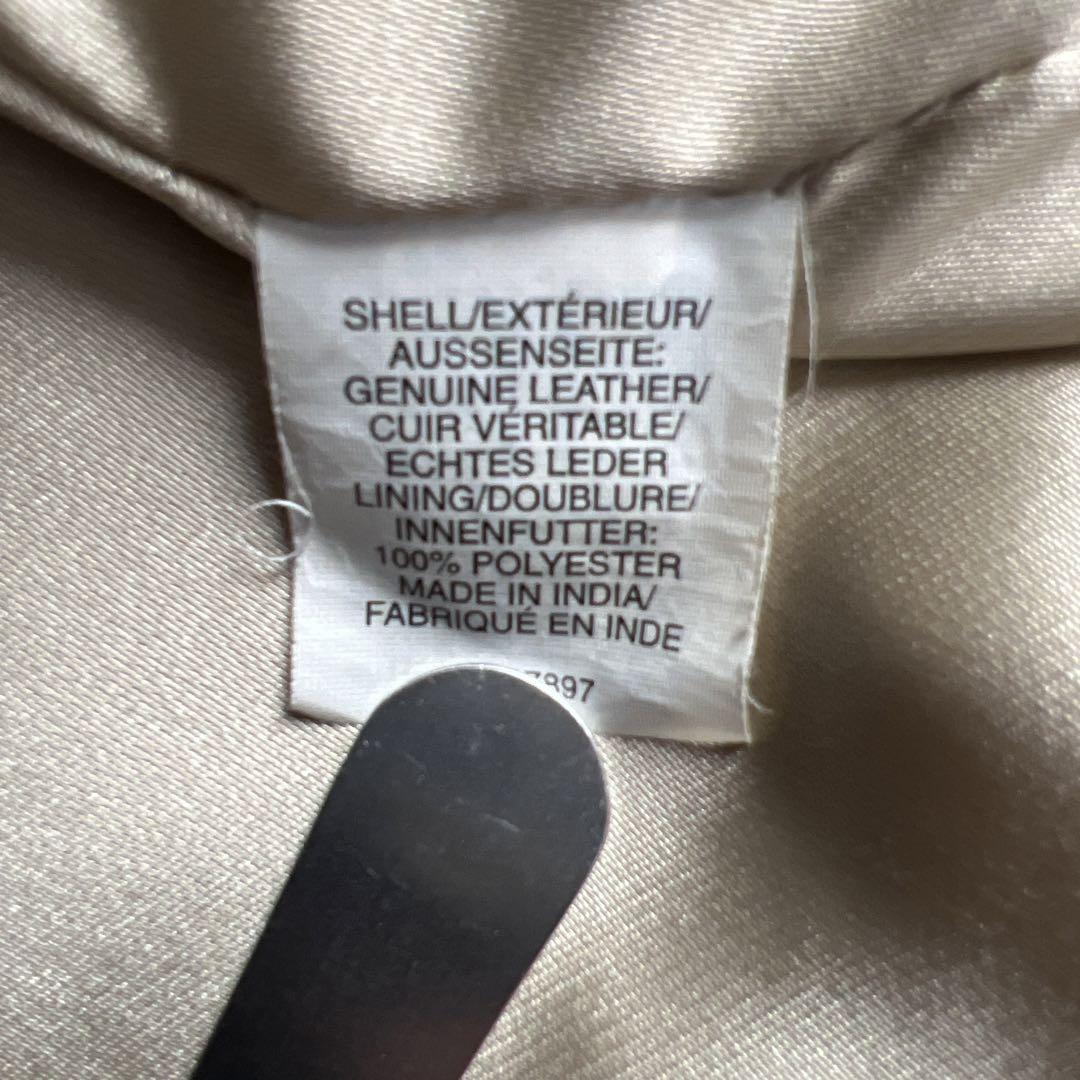 SHELL/EXTÉRIEUR/
AUSSENSEITE:
GENUINE LEATHER/
CUIR VÉRITABLE/
ECHTES LEDER
LINING/DOUBLURE/
INNENFUTTER:
100% POLYESTER
MADE IN INDIA/
FABRIQUÉ EN INDE
7897